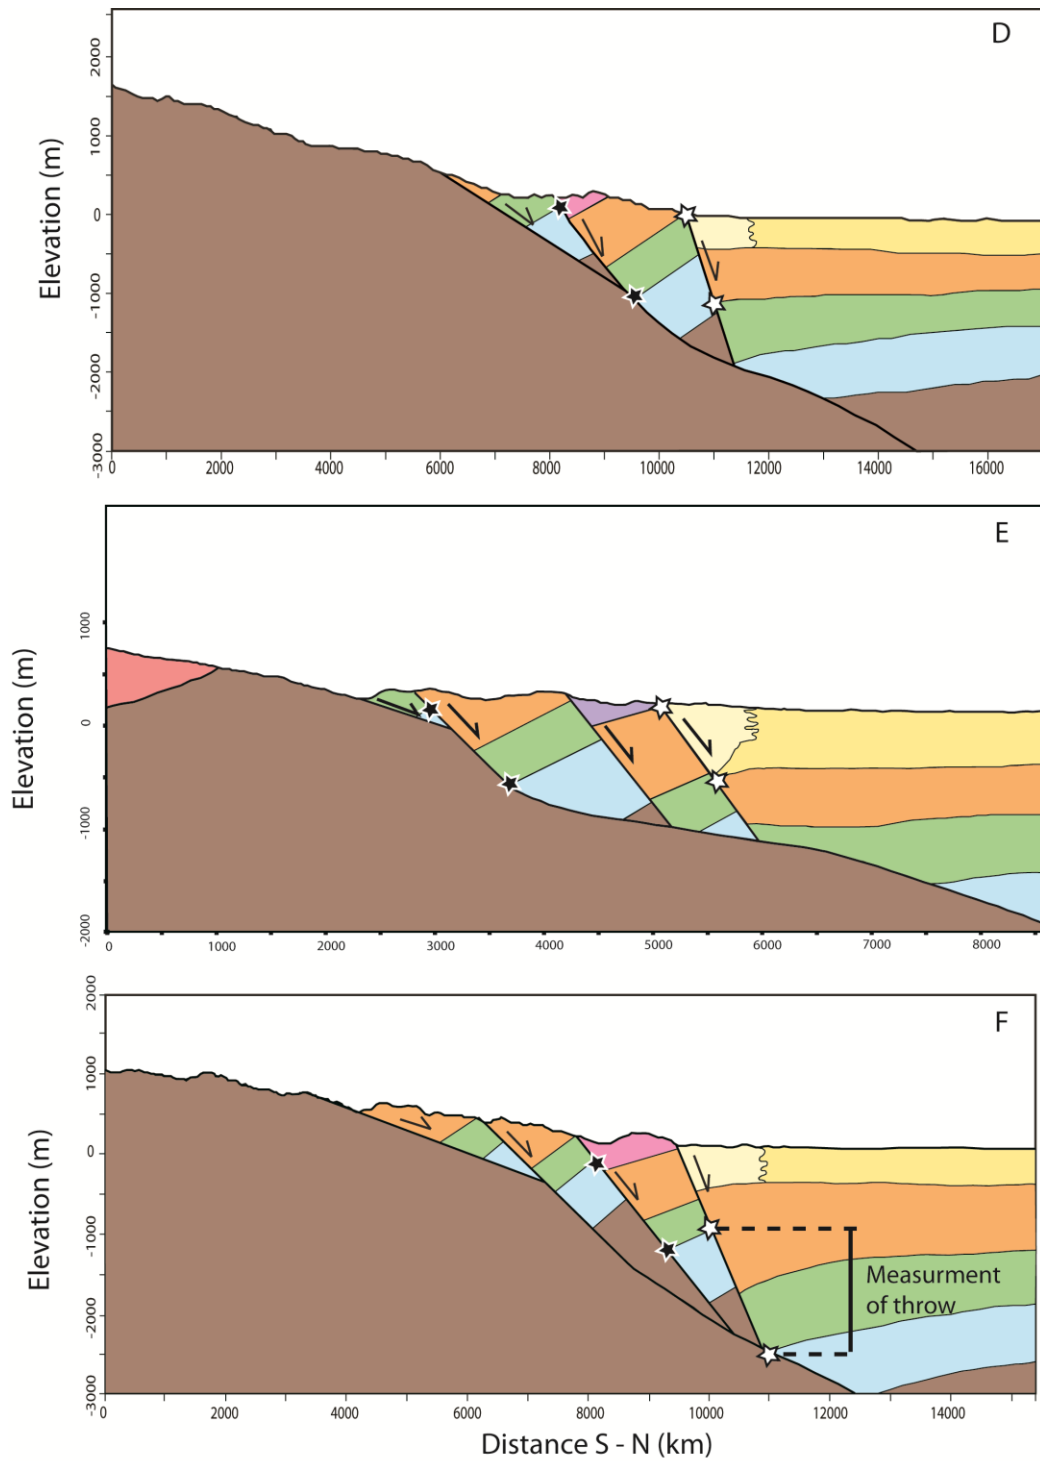 D
Elevation (m)
2000
1000
0
-1000
-2000
-3000
0 2000 4000 6000 8000 10000 12000 14000 16000
E
Elevation (m)
1000
0
-1000
-2000
0 1000 2000 3000 4000 5000 6000 7000 8000
F
Elevation (m)
2000
1000
0
-1000
-2000
-3000
Measurment
of throw
0 2000 4000 6000 8000 10000 12000 14000
Distance S - N (km)